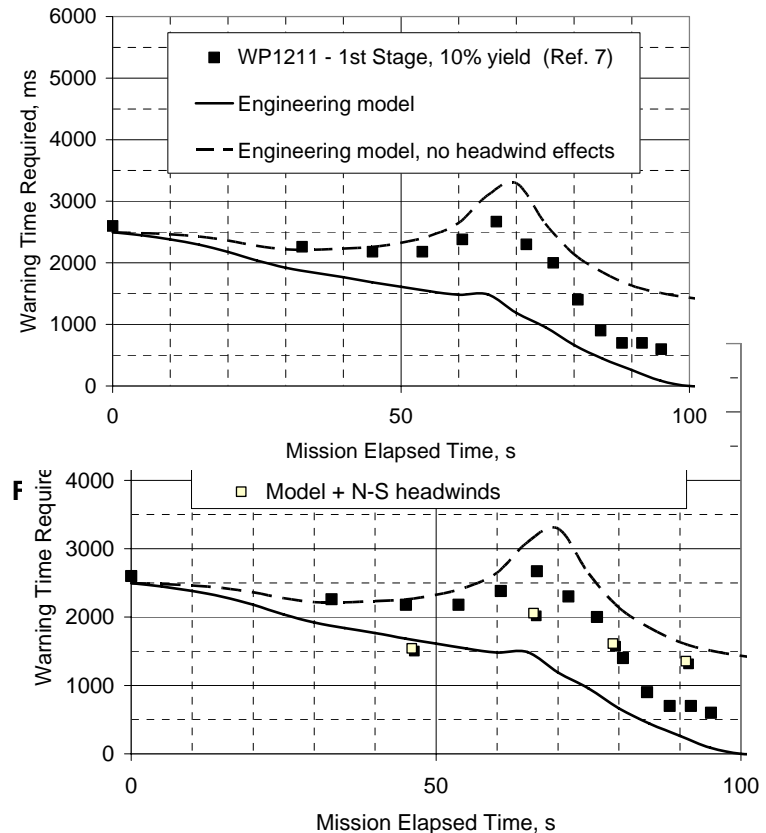 6000
5000
4000
3000
2000
1000
0
Warning Time Required, ms
WP1211 - 1st Stage, 10% yield (Ref. 7)
Engineering model
Engineering model, no headwind effects
0
50
100
Mission Elapsed Time, s
F
4000
3000
2000
1000
0
Warning Time
Model + N-S headwinds
0
50
100
Mission Elapsed Time, s